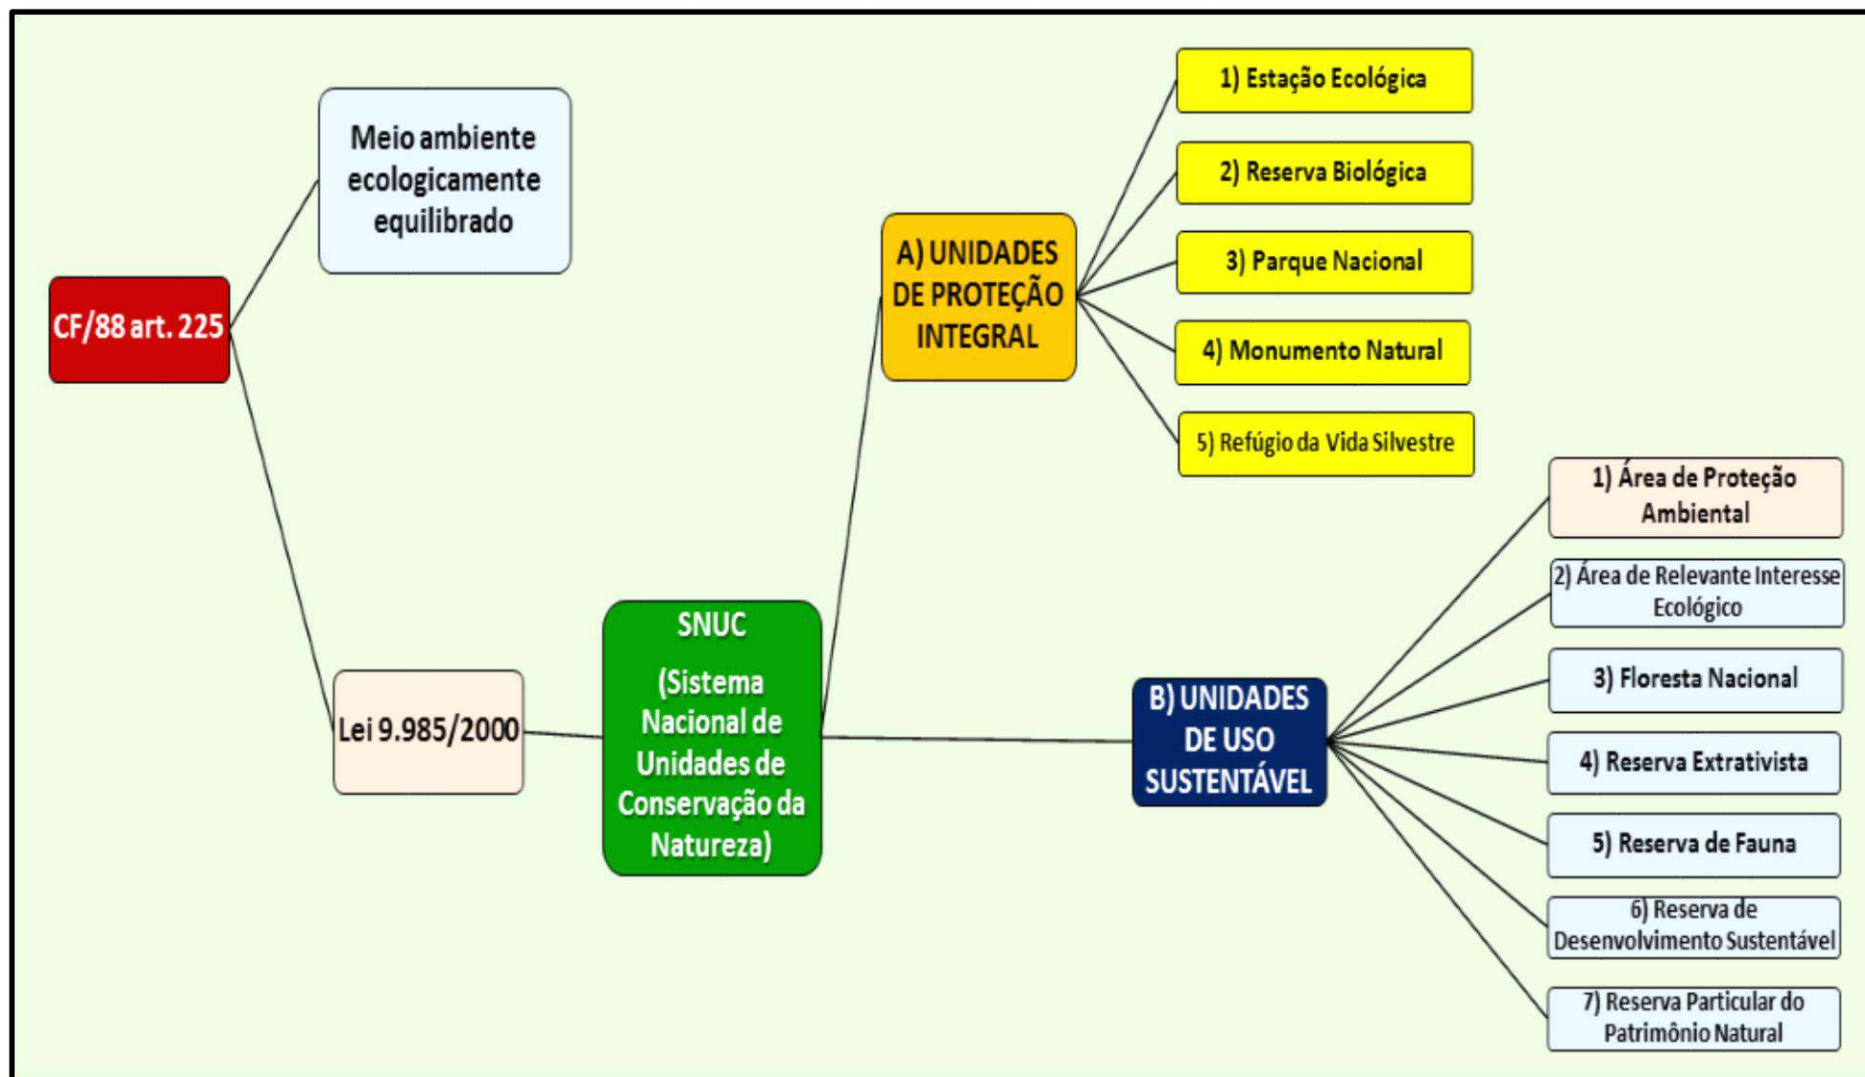 CF/88 art. 225
Meio ambiente
ecologicamente
equilibrado
Lei 9.985/2000
SNUC
(Sistema
Nacional de
Unidades de
Conservação da
Natureza)
A) UNIDADES
DE PROTEÇÃO
INTEGRAL
1) Estação Ecológica
2) Reserva Biológica
3) Parque Nacional
4) Monumento Natural
5) Refúgio da Vida Silvestre
B) UNIDADES
DE USO
SUSTENTÁVEL
1) Área de Proteção
Ambiental
2) Área de Relevante Interesse
Ecológico
3) Floresta Nacional
4) Reserva Extrativista
5) Reserva de Fauna
6) Reserva de
Desenvolvimento Sustentável
7) Reserva Particular do
Patrimônio Natural